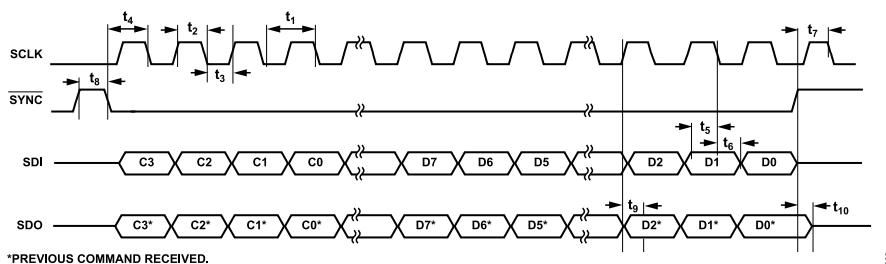 t4 t2 t1 t7
SCLK
t8 t3
SYNC
t5 t6
SDI C3 C2 C1 C0 D7 D6 D5 D2 D1 D0
t9 t10
SDO C3* C2* C1* C0* D7* D6* D5* D2* D1* D0*
*PREVIOUS COMMAND RECEIVED.